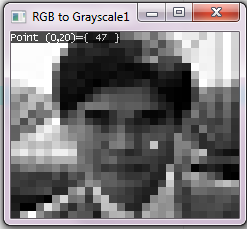 RGB to Grayscale1
Point (0,20)={ 47 }